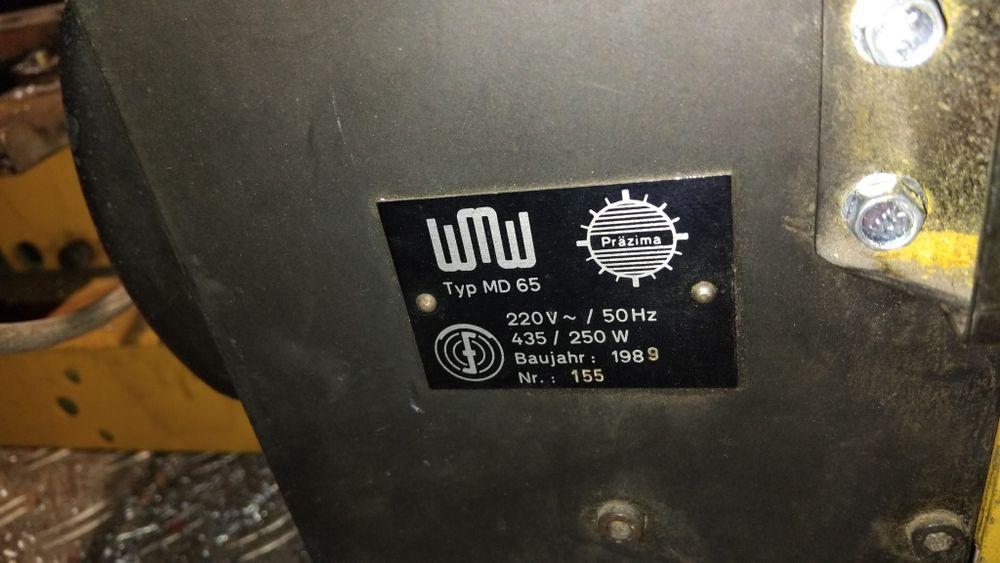 WMW
Präzima
Typ MD 65
220V~ / 50Hz
435 / 250 W
Baujahr: 1989
Nr.: 155